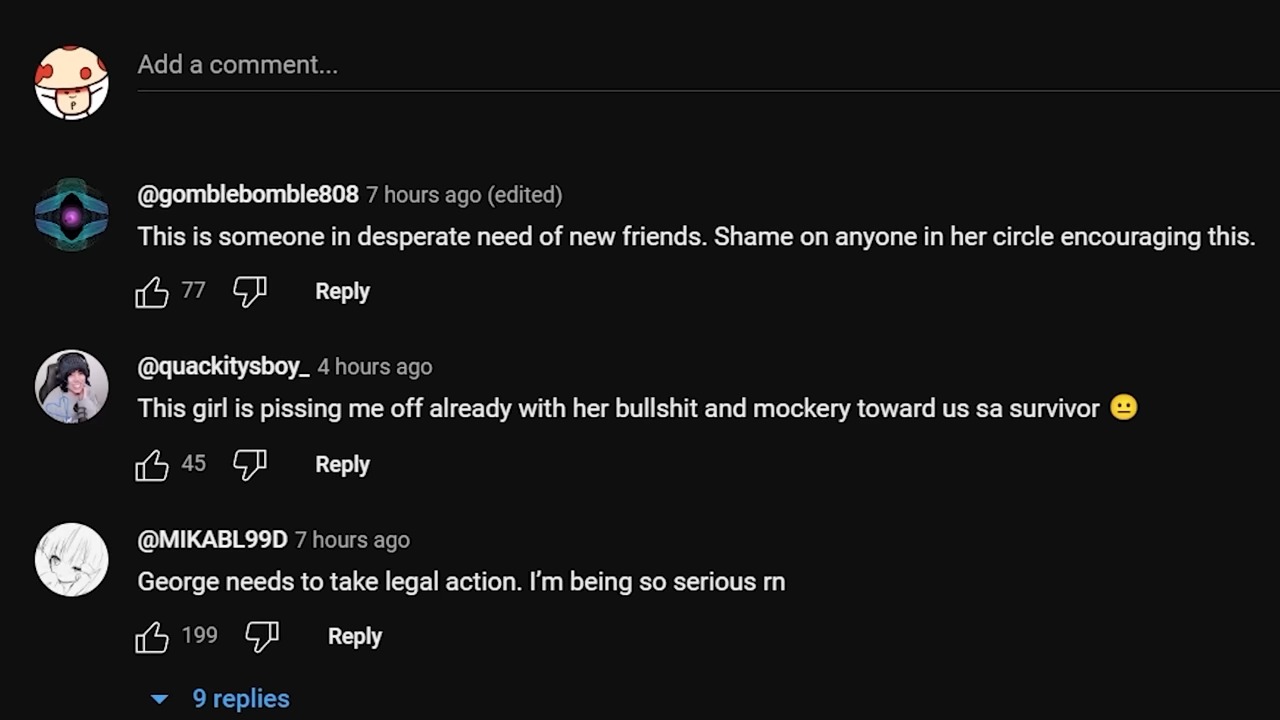 Add a comment...
@gomblebomble808 7 hours ago (edited)
This is someone in desperate need of new friends. Shame on anyone in her circle encouraging this.
77 Reply
@quackitysboy_ 4 hours ago
This girl is pissing me off already with her bullshit and mockery toward us sa survivor 😐
45 Reply
@MIKABL99D 7 hours ago
George needs to take legal action. I’m being so serious rn
199 Reply
9 replies